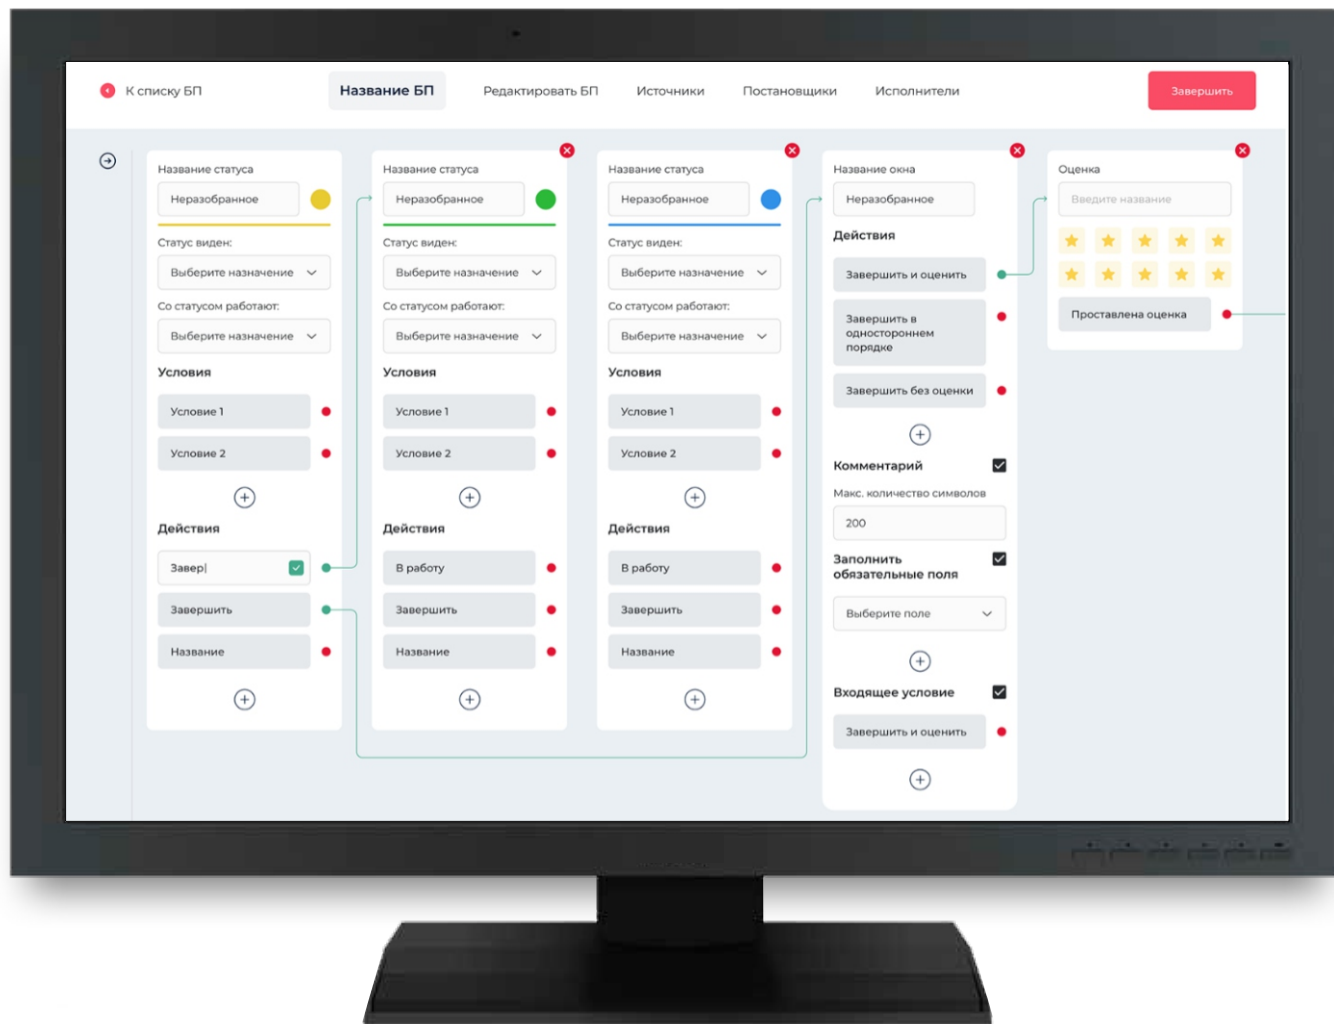 К списку БП
Название БП
Редактировать БП
Источники
Постановщики
Исполнители
Завершить
Название статуса
Неразобранное
Статус виден:
Выберите назначение
Со статусом работают:
Выберите назначение
Условия
Условие 1
Условие 2
Действия
Завер
Завершить
Название
Название статуса
Неразобранное
Статус виден:
Выберите назначение
Со статусом работают:
Выберите назначение
Условия
Условие 1
Условие 2
Действия
В работу
Завершить
Название
Название статуса
Неразобранное
Статус виден:
Выберите назначение
Со статусом работают:
Выберите назначение
Условия
Условие 1
Условие 2
Действия
В работу
Завершить
Название
Название окна
Неразобранное
Действия
Завершить и оценить
Завершить в
одностороннем
порядке
Завершить без оценки
Комментарий
Макс. количество символов
200
Заполнить
обязательные поля
Выберите поле
Входящее условие
Завершить и оценить
Оценка
Введите название
Проставлена оценка